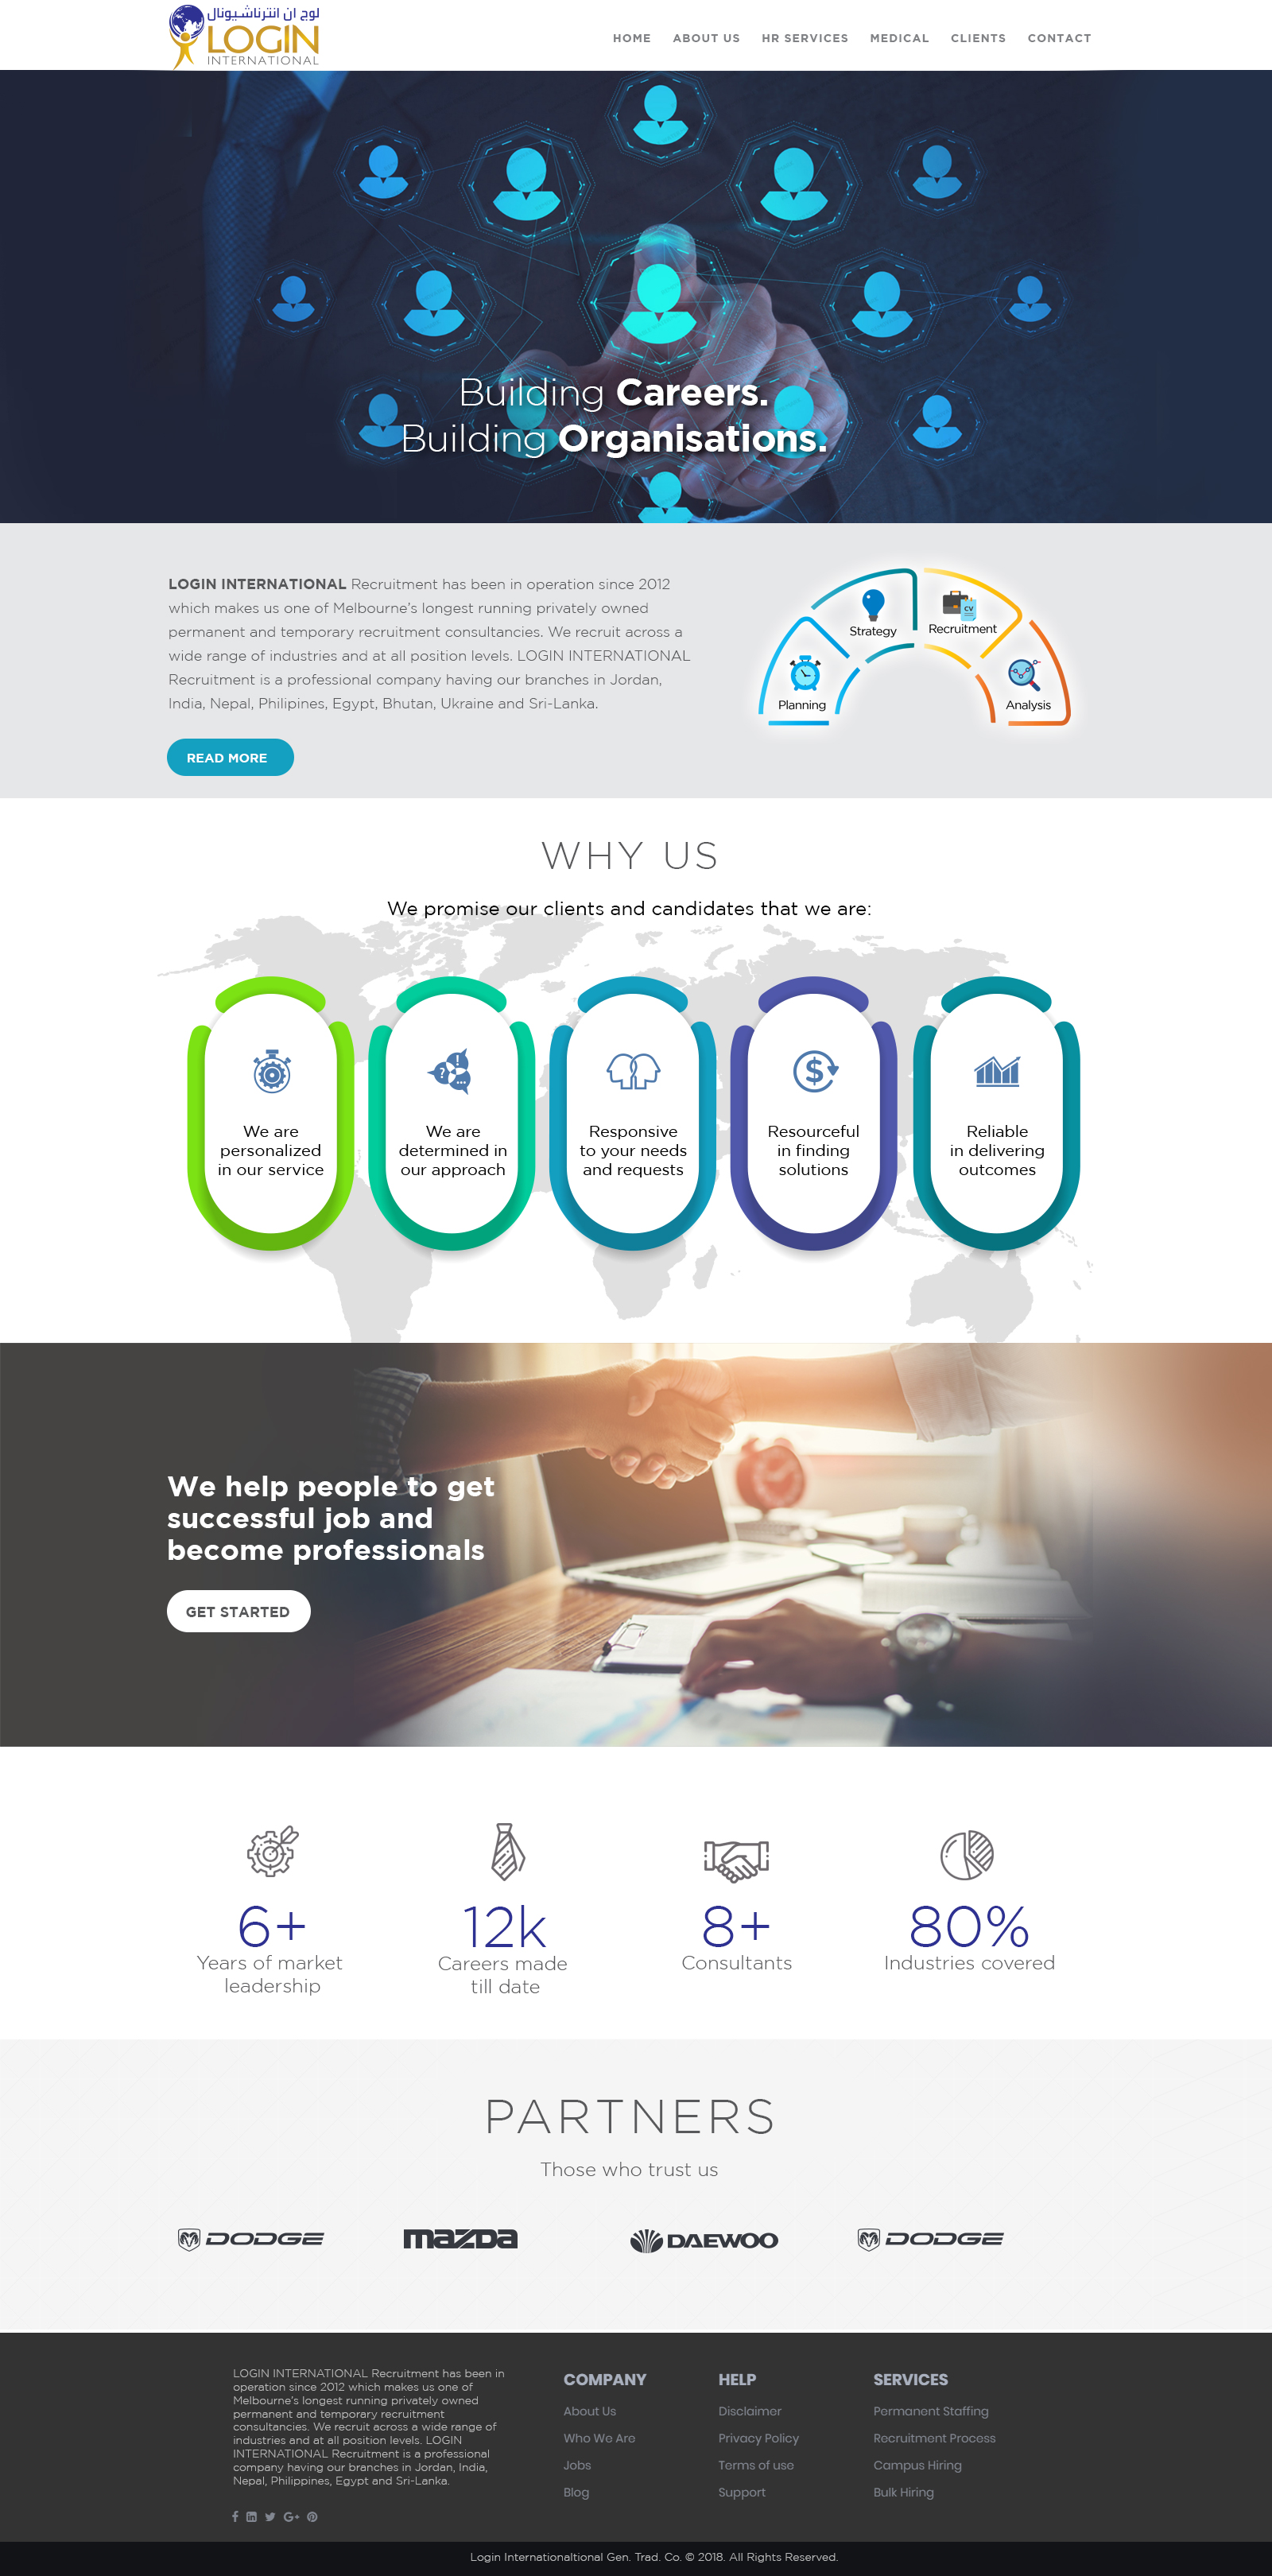 لوج ان انترناشيونال
LOGIN
INTERNATIONAL
HOME ABOUT US HR SERVICES MEDICAL CLIENTS CONTACT
Building Careers.
Building Organisations.
LOGIN INTERNATIONAL Recruitment has been in operation since 2012
which makes us one of Melbourne's longest running privately owned
permanent and temporary recruitment consultancies. We recruit across a
wide range of industries and at all position levels. LOGIN INTERNATIONAL
Recruitment is a professional company having our branches in Jordan,
India, Nepal, Philipines, Egypt, Bhutan, Ukraine and Sri-Lanka.
READ MORE
Planning
Strategy
CV
Recruitment
Analysis
WHY US
We promise our clients and candidates that we are:
We are
personalized
in our service
We are
determined in
our approach
Responsive
to your needs
and requests
Resourceful
in finding
solutions
Reliable
in delivering
outcomes
We help people to get
successful job and
become professionals
GET STARTED
6+
Years of market
leadership
12k
Careers made
till date
8+
Consultants
80%
Industries covered
PARTNERS
Those who trust us
DODGE
mazda
DAEWOO
DODGE
LOGIN INTERNATIONAL Recruitment has been in
operation since 2012 which makes us one of
Melbourne's longest running privately owned
permanent and temporary recruitment
consultancies. We recruit across a wide range of
industries and at all position levels. LOGIN
INTERNATIONAL Recruitment is a professional
company having our branches in Jordan, India,
Nepal, Philippines, Egypt and Sri-Lanka.
COMPANY
About Us
Who We Are
Jobs
Blog
HELP
Disclaimer
Privacy Policy
Terms of use
Support
SERVICES
Permanent Staffing
Recruitment Process
Campus Hiring
Bulk Hiring
Login Internationaltional Gen. Trad. Co. © 2018. All Rights Reserved.